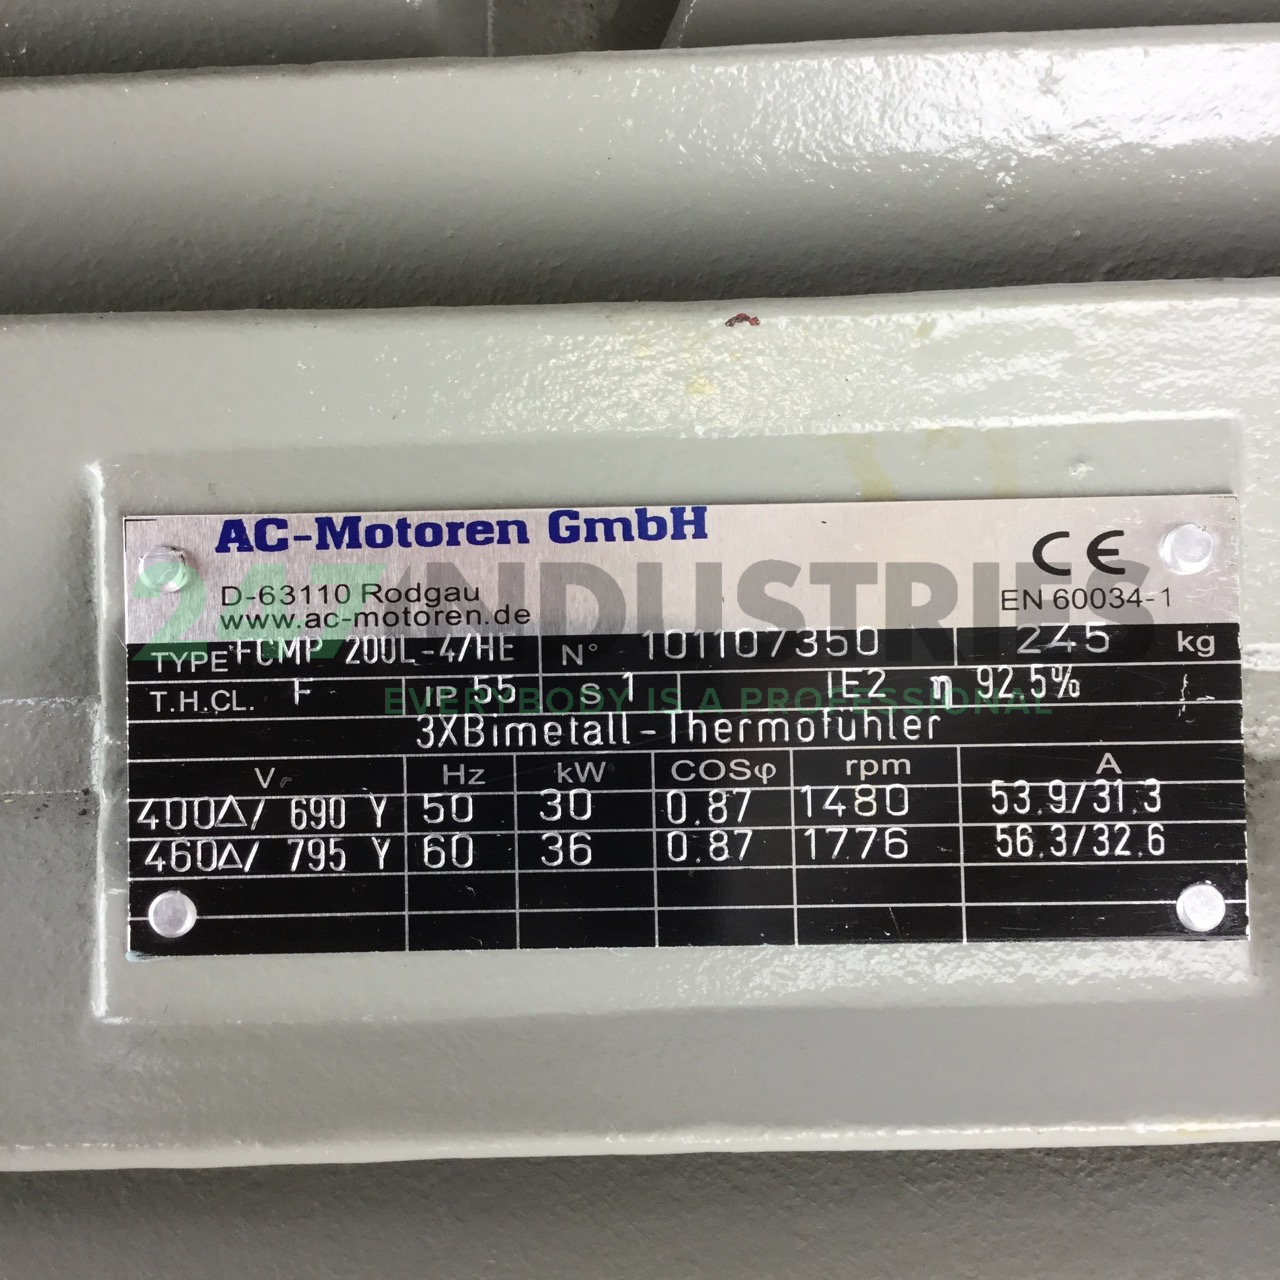 AC-Motoren GmbH
D-63110 Rodgau
www.ac-motoren.de
CE
EN 60034-1
247INDUSTRIES
EVERYBODY IS A PROFESSIONAL
TYPE FCMP 200L-4/HE N° 101107350 245 kg
T.H.CL. F IP 55 S 1 IE2 η 92.5%
3XBimetall-Thermofühler
V Hz kW COSφ rpm A
400Δ/ 690 Y 50 30 0.87 1480 53.9/31.3
460Δ/ 795 Y 60 36 0.87 1776 56.3/32.6